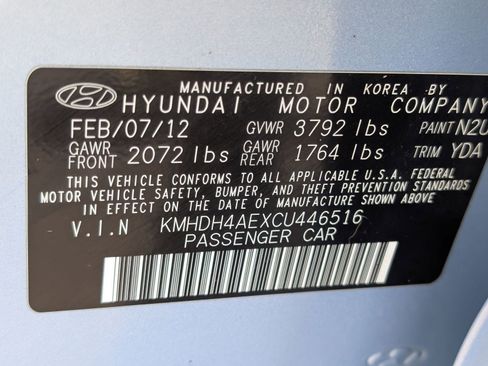 MANUFACTURED IN KOREA BY
HYUNDAI MOTOR COMPANY
FEB/07/12 GVWR 3792 lbs PAINT N2U
GAWR FRONT 2072 lbs GAWR REAR 1764 lbs TRIM YDA
THIS VEHICLE CONFORMS TO ALL APPLICABLE U.S.A. FEDERAL
MOTOR VEHICLE SAFETY, BUMPER, AND THEFT PREVENTION STANDARDS
IN EFFECT ON THE DATE OF MANUFACTURE SHOWN ABOVE
V.I.N KMHDH4AEXCU446516
PASSENGER CAR